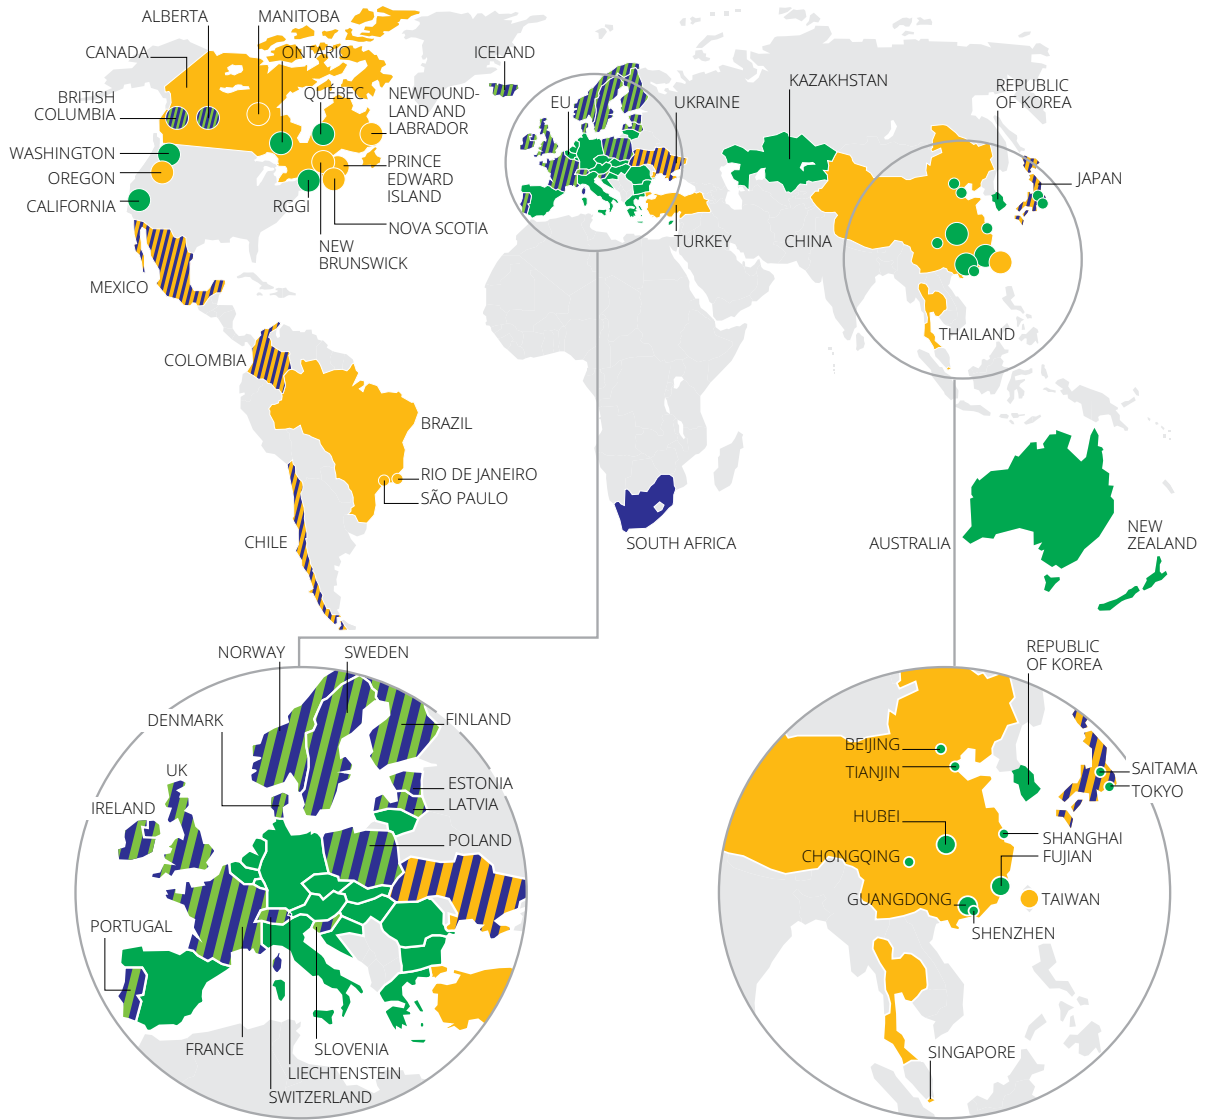 ALBERTA
MANITOBA
CANADA
ONTARIO
ICELAND
BRITISH
COLUMBIA
QUÉBEC
NEWFOUND-
LAND AND
LABRADOR
EU
UKRAINE
KAZAKHSTAN
REPUBLIC
OF KOREA
WASHINGTON
OREGON
CALIFORNIA
RGGI
PRINCE
EDWARD
ISLAND
NOVA SCOTIA
NEW
BRUNSWICK
JAPAN
TURKEY
CHINA
MEXICO
THAILAND
COLOMBIA
BRAZIL
RIO DE JANEIRO
SÃO PAULO
CHILE
SOUTH AFRICA
AUSTRALIA
NEW
ZEALAND
NORWAY
SWEDEN
DENMARK
FINLAND
UK
IRELAND
ESTONIA
LATVIA
POLAND
PORTUGAL
FRANCE
SLOVENIA
LIECHTENSTEIN
SWITZERLAND
REPUBLIC
OF KOREA
BEIJING
TIANJIN
SAITAMA
TOKYO
HUBEI
SHANGHAI
FUJIAN
CHONGQING
GUANGDONG
TAIWAN
SHENZHEN
SINGAPORE